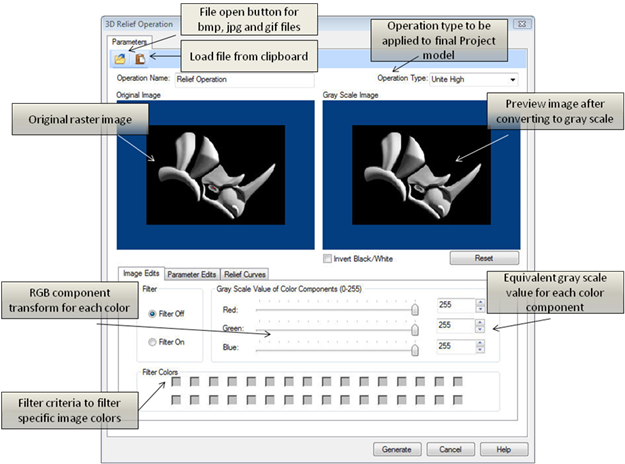 File open button for
bmp, jpg and gif files
3D Relief Operation
Operation type to be
applied to final Project
model
Parameters
Load file from clipboard
Operation Name: Relief Operation
Operation Type: Unite High
Original Image
Gray Scale Image
Original raster image
Preview image after
converting to gray scale
Invert Black/White
Reset
Image Edits
Parameter Edits
Relief Curves
RGB component
transform for each color
Filter
Filter Off
Filter On
Gray Scale Value of Color Components (0-255)
Red: 255
Green: 255
Blue: 255
Equivalent gray scale
value for each color
component
Filter Colors
Filter criteria to filter
specific image colors
Generate
Cancel
Help